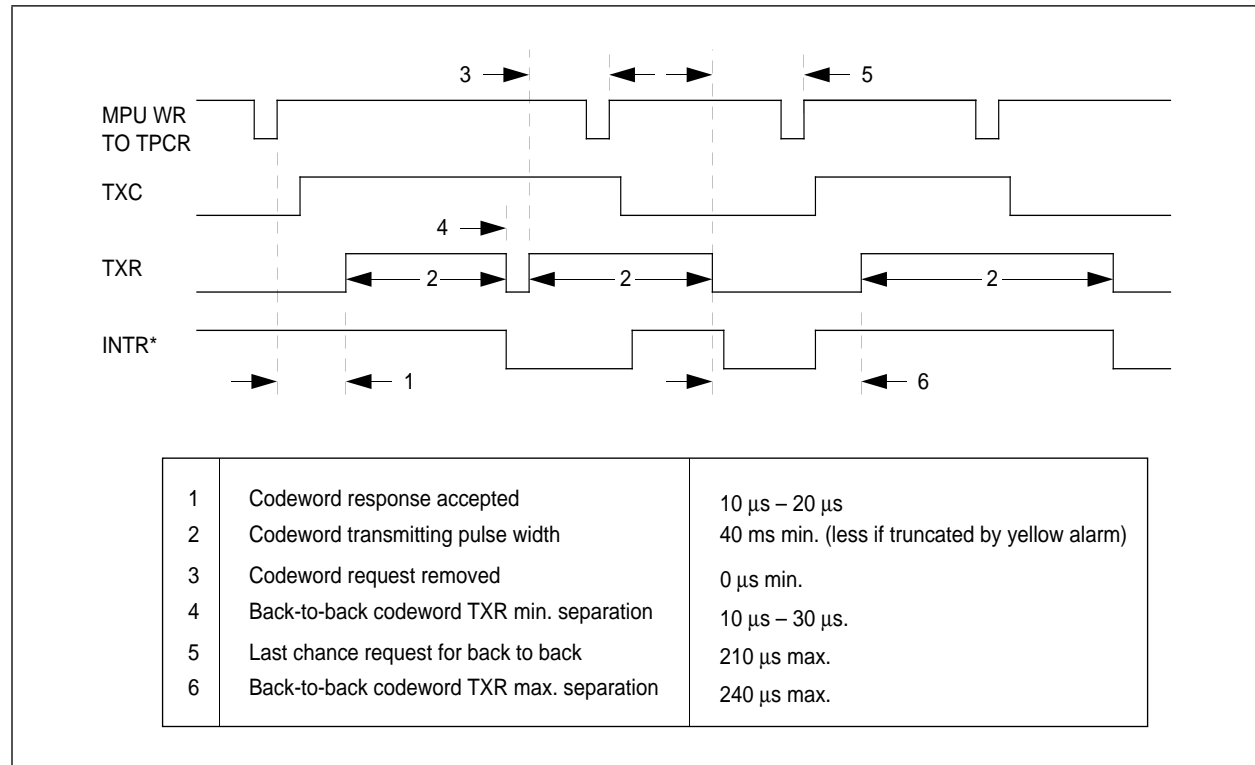 3
5
MPU WR
TO TPCR
TXC
4
TXR
2
2
2
INTR*
1
6
1 Codeword response accepted 10 μs – 20 μs
2 Codeword transmitting pulse width 40 ms min. (less if truncated by yellow alarm)
3 Codeword request removed 0 μs min.
4 Back-to-back codeword TXR min. separation 10 μs – 30 μs.
5 Last chance request for back to back 210 μs max.
6 Back-to-back codeword TXR max. separation 240 μs max.